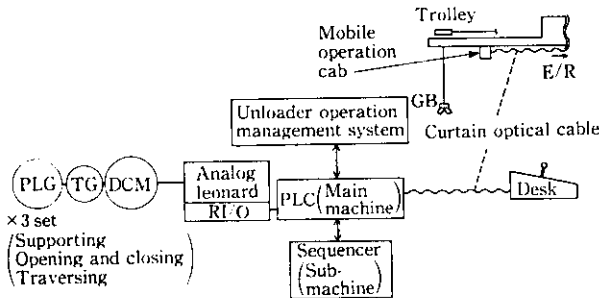 Trolley
Mobile
operation
cab
E/R
GB
Curtain optical cable
Unloader operation
management system
PLG
TG
DCM
Analog
leonard
RI/O
PLC (Main
machine)
Desk
×3 set
(Supporting
Opening and closing
Traversing)
Sequencer
(Sub-
machine)